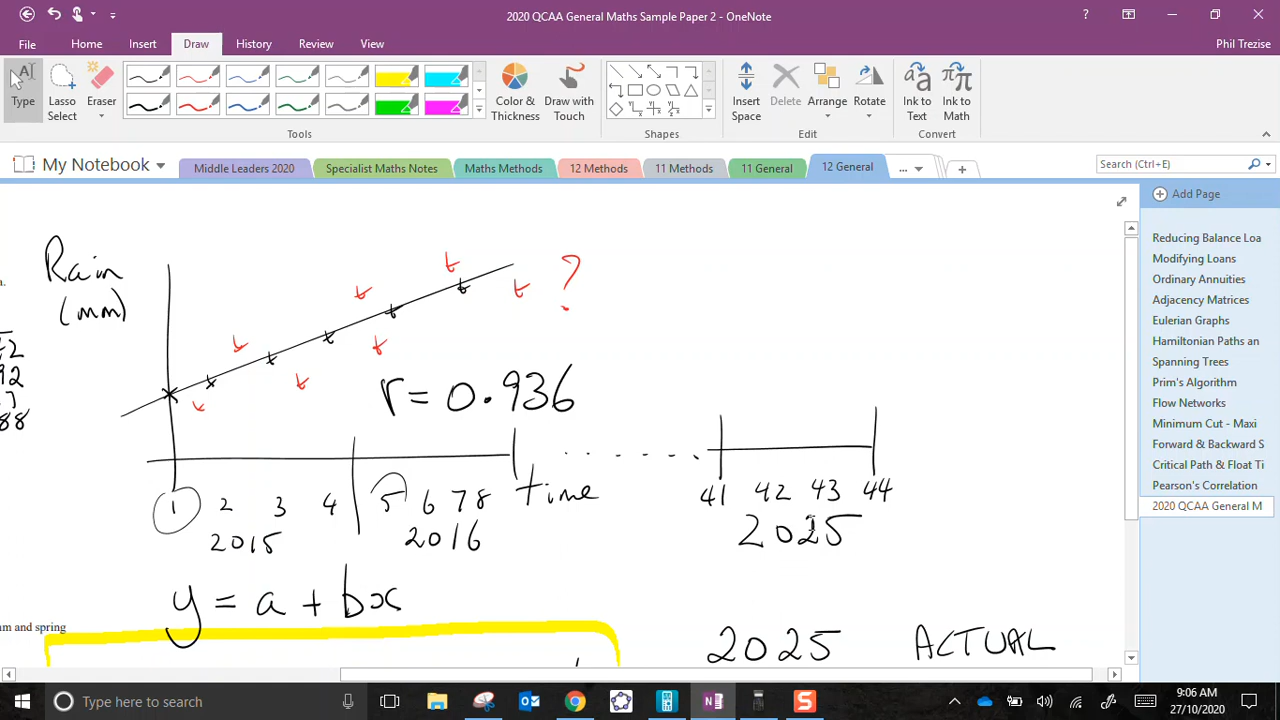 2020 QCAA General Maths Sample Paper 2 - OneNote
File Home Insert Draw History Review View Phil Trezise
Type
Lasso Select
Eraser
Color & Thickness
Draw with Touch
Insert Space
Delete
Arrange
Rotate
Ink to Text
Ink to Math
Tools Shapes Edit Convert
My Notebook Middle Leaders 2020 Specialist Maths Notes Maths Methods 12 Methods 11 Methods 11 General 12 General ... Search (Ctrl+E)
Add Page
Reducing Balance Loa
Modifying Loans
Ordinary Annuities
Adjacency Matrices
Eulerian Graphs
Hamiltonian Paths an
Spanning Trees
Prim's Algorithm
Flow Networks
Minimum Cut - Maxi
Forward & Backward S
Critical Path & Float Ti
Pearson's Correlation
2020 QCAA General M
Rain
(mm)
?
r = 0.936
1 2 3 4 5 6 7 8 time 41 42 43 44
2015 2016 2025
y = a + bx
am and spring
2025 ACTUAL
Type here to search
9:06 AM
27/10/2020